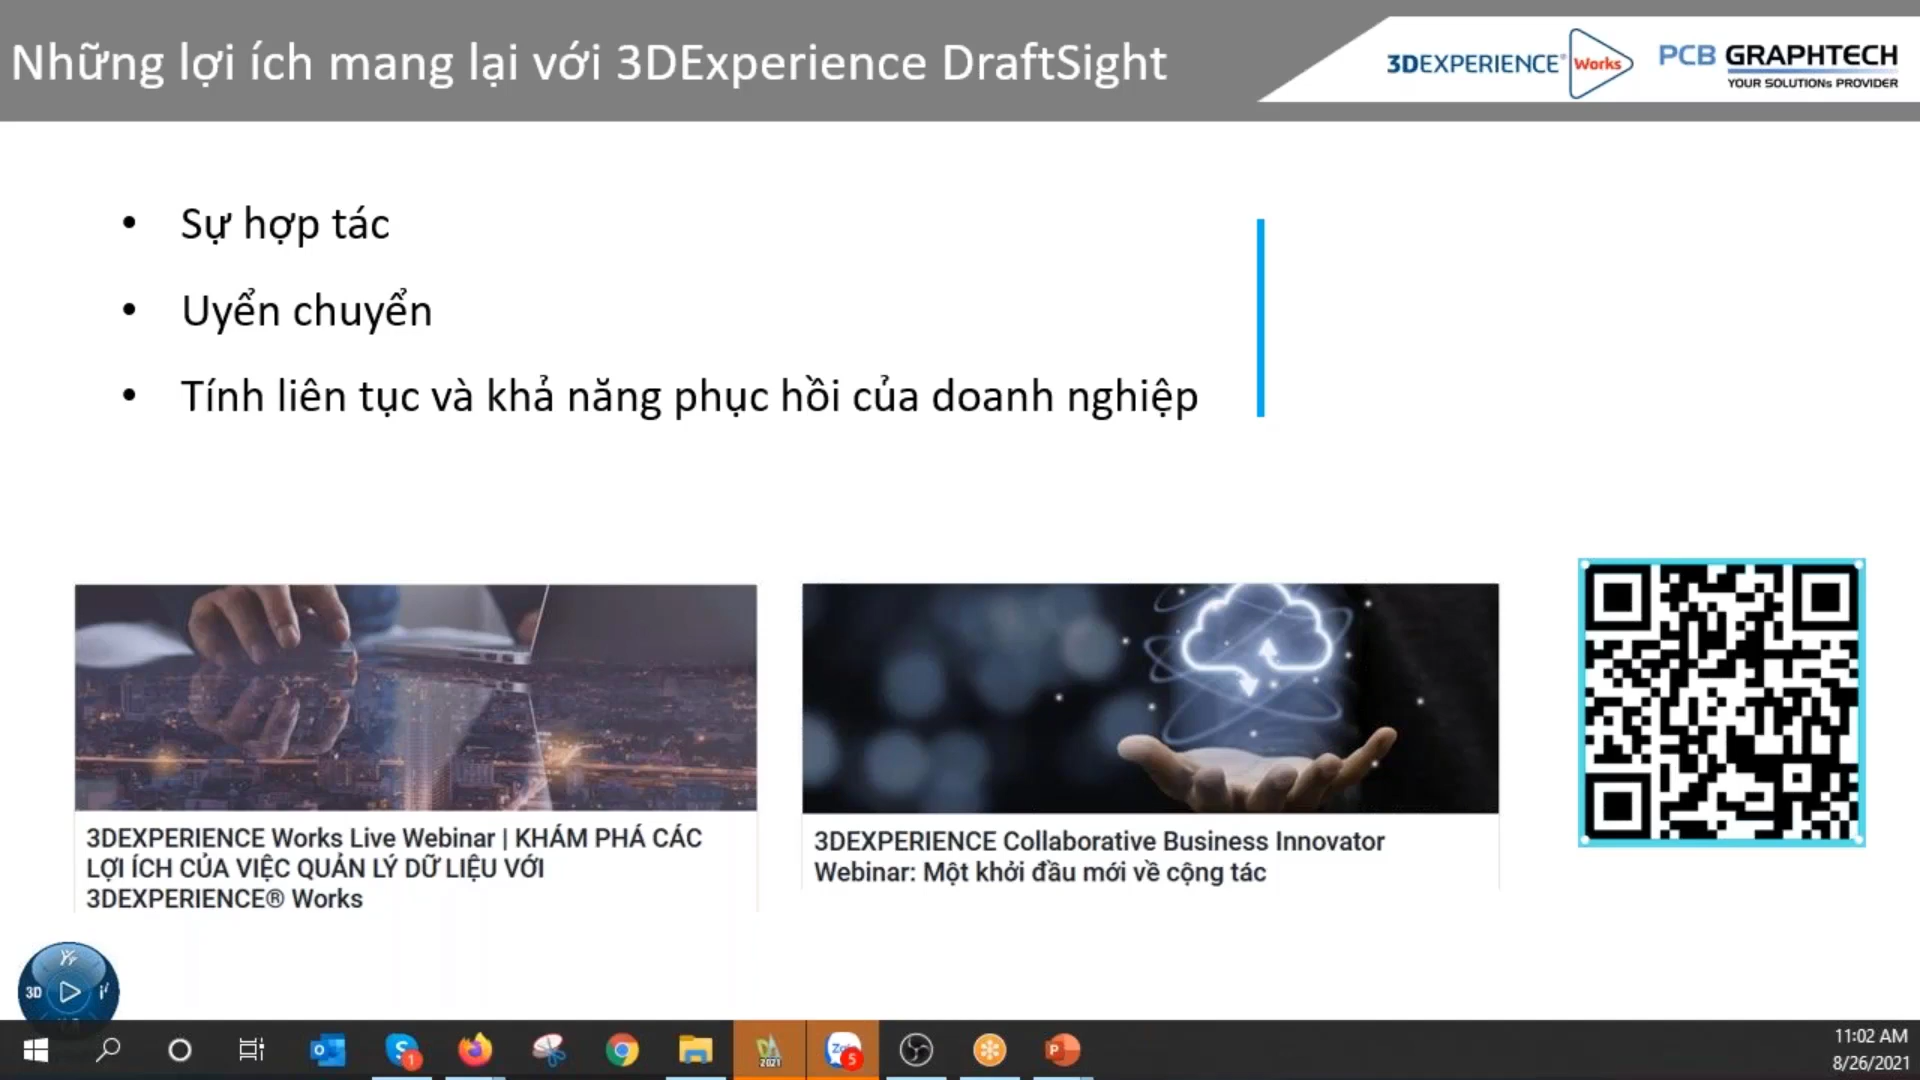 Những lợi ích mang lại với 3DExperience DraftSight
3DEXPERIENCE® Works
PCB GRAPHTECH
YOUR SOLUTIONs PROVIDER
• Sự hợp tác
• Uyển chuyển
• Tính liên tục và khả năng phục hồi của doanh nghiệp
3DEXPERIENCE Works Live Webinar | KHÁM PHÁ CÁC
LỢI ÍCH CỦA VIỆC QUẢN LÝ DỮ LIỆU VỚI
3DEXPERIENCE® Works
3DEXPERIENCE Collaborative Business Innovator
Webinar: Một khởi đầu mới về cộng tác
3D
1
2021
5
11:02 AM
8/26/2021